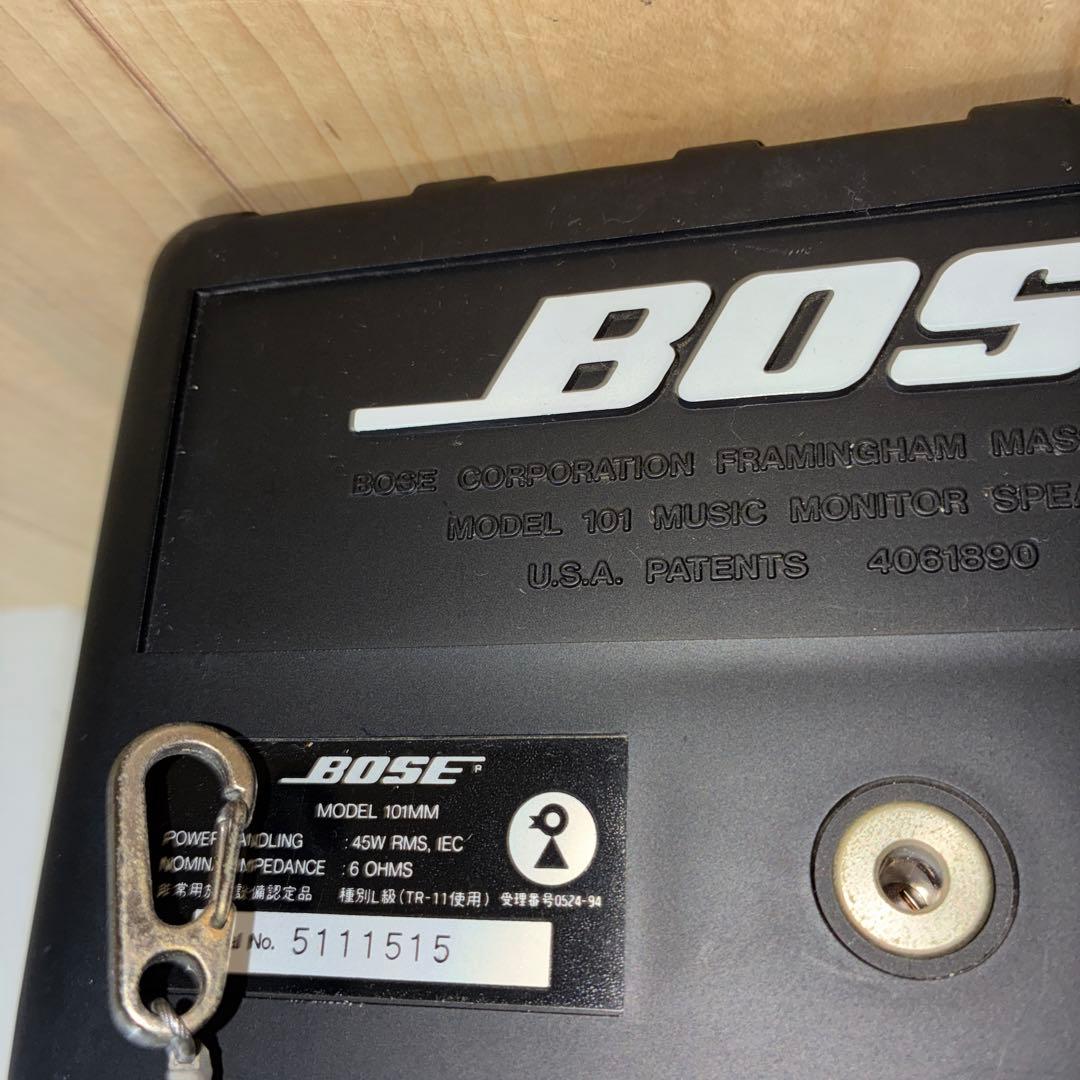 BOS
BOSE CORPORATION FRAMINGHAM MAS
MODEL 101 MUSIC MONITOR SPEA
U.S.A. PATENTS 4061890
BOSE®
MODEL 101MM
POWER HANDLING : 45W RMS, IEC
NOMINAL IMPEDANCE : 6 OHMS
非常用放 設備認定品 種別L級(TR-11使用) 受理番号0524-94
No. 5111515